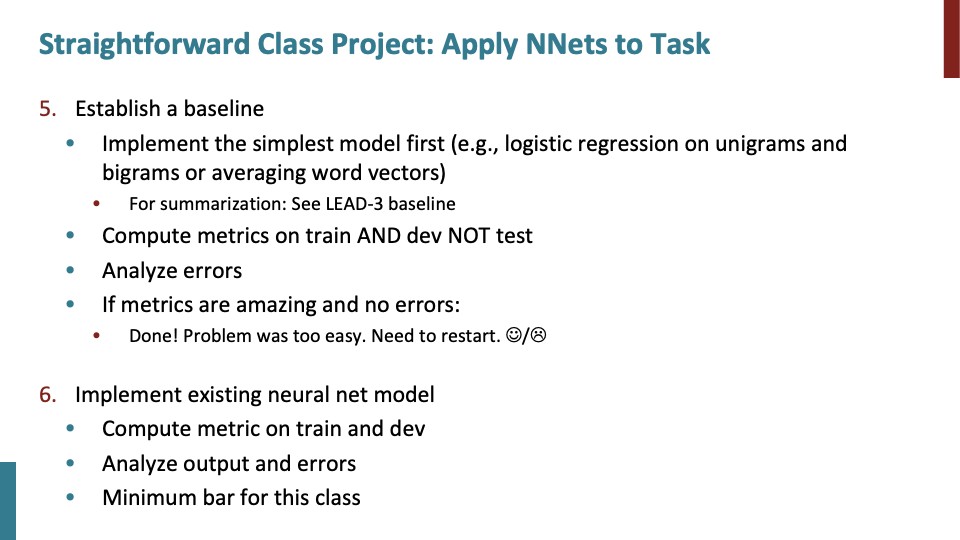 Straightforward Class Project: Apply NNets to Task
5. Establish a baseline
• Implement the simplest model first (e.g., logistic regression on unigrams and
bigrams or averaging word vectors)
• For summarization: See LEAD-3 baseline
• Compute metrics on train AND dev NOT test
• Analyze errors
• If metrics are amazing and no errors:
• Done! Problem was too easy. Need to restart. ☺/☹
6. Implement existing neural net model
• Compute metric on train and dev
• Analyze output and errors
• Minimum bar for this class